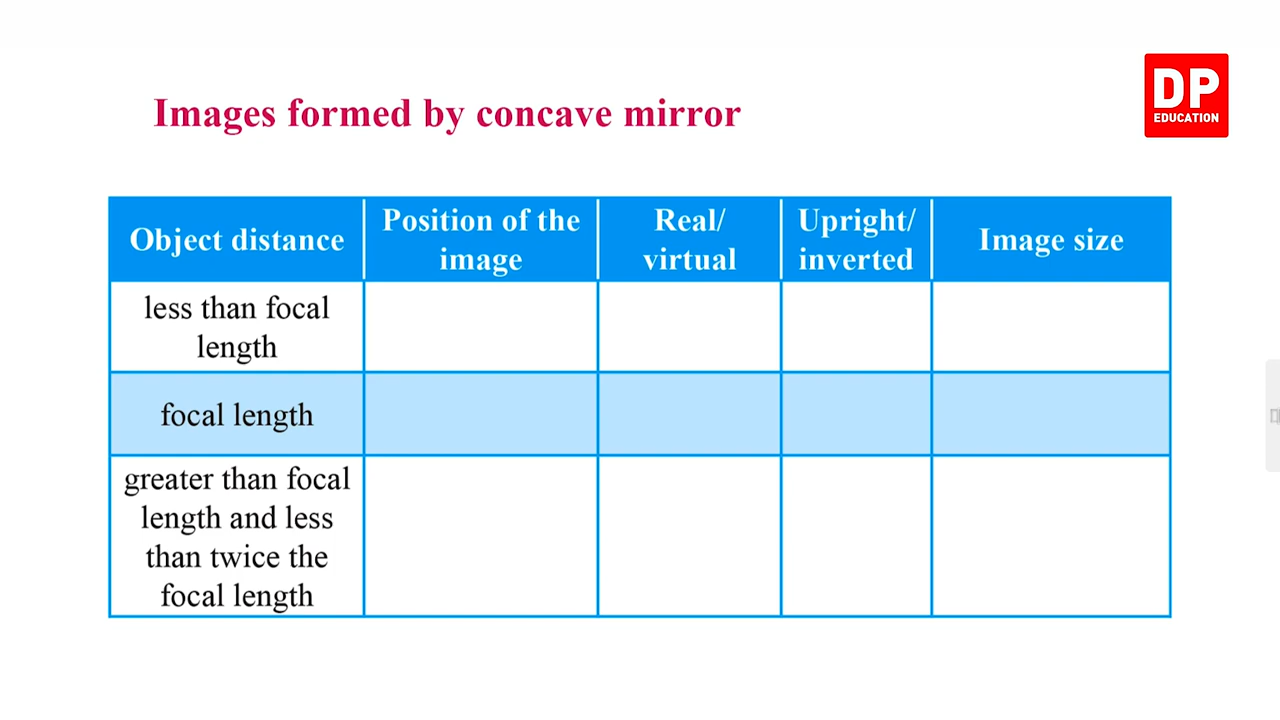 DP
EDUCATION
Images formed by concave mirror
Object distance
Position of the
image
Real/
virtual
Upright/
inverted
Image size
less than focal
length
focal length
greater than focal
length and less
than twice the
focal length